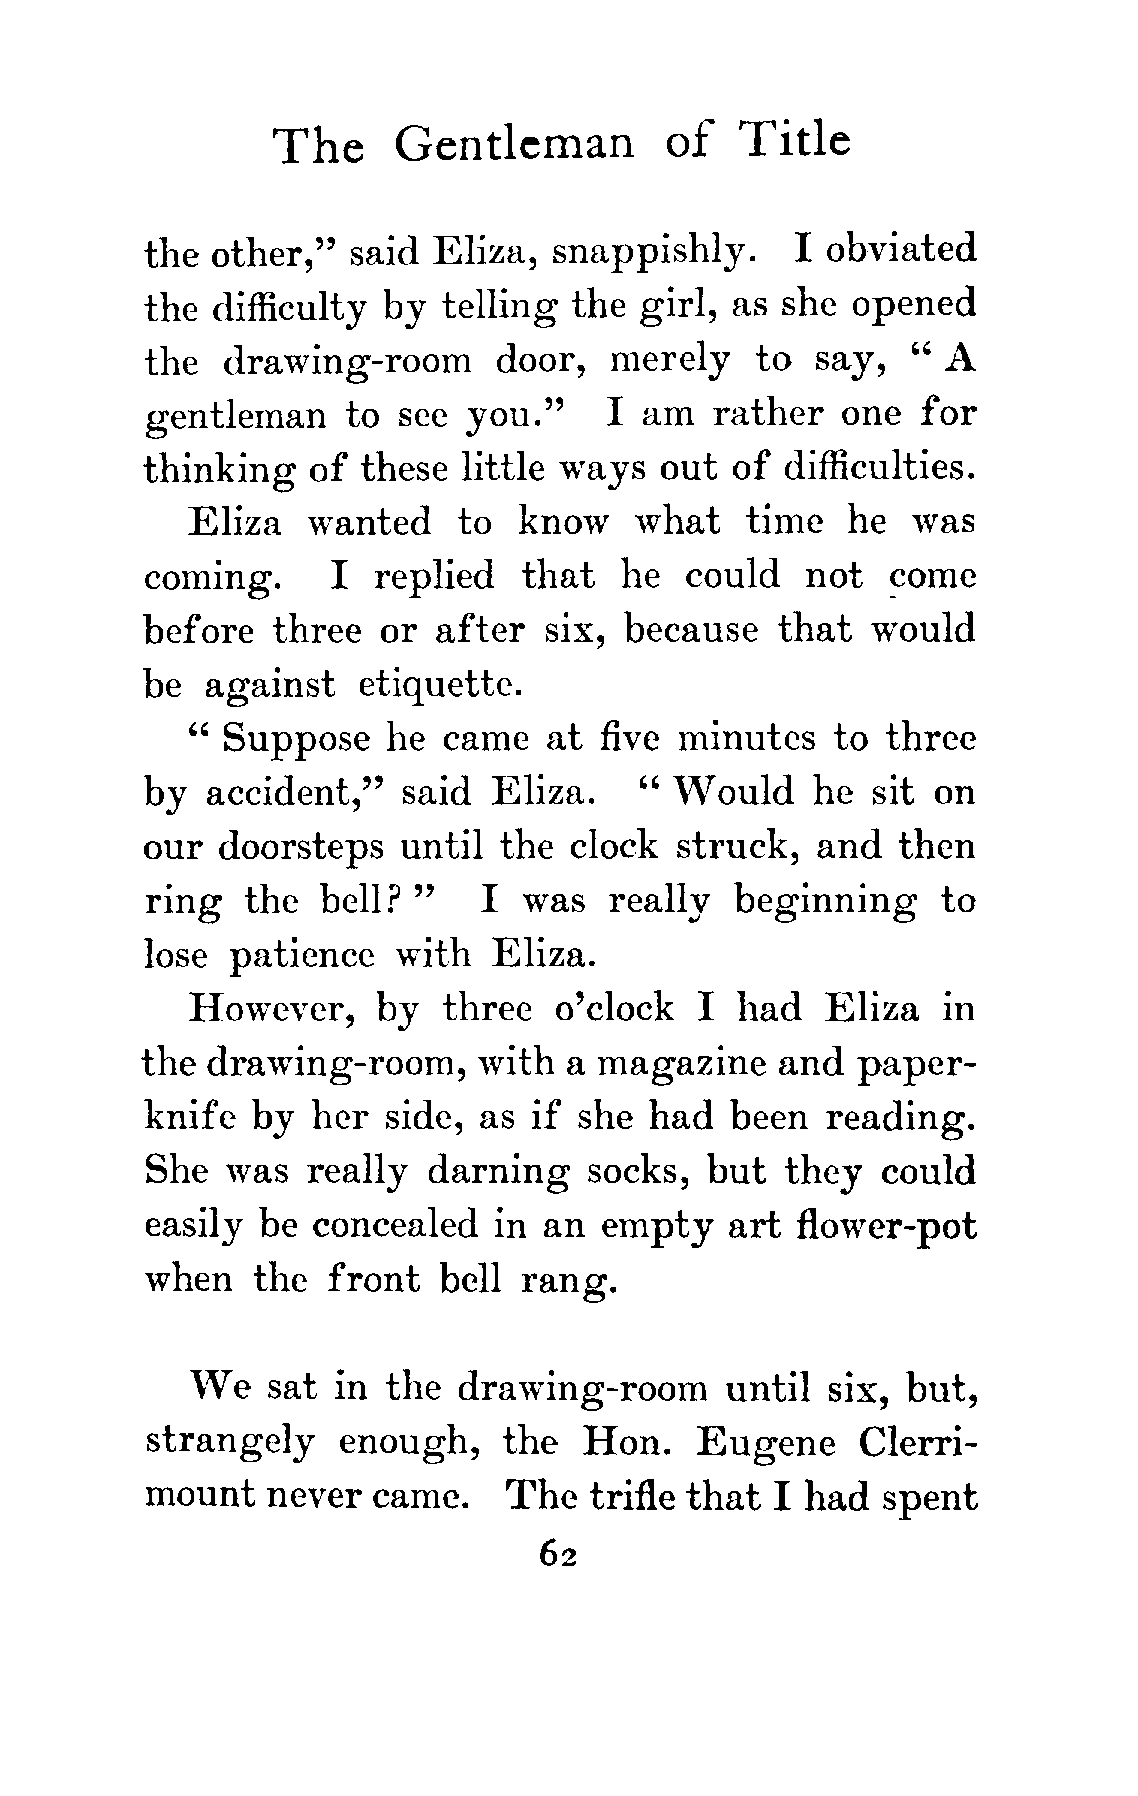 The Gentleman of Title
the other,” said Eliza, snappishly. I obviated
the difficulty by telling the girl, as she opened
the drawing-room door, merely to say, “ A
gentleman to see you.” I am rather one for
thinking of these little ways out of difficulties.
Eliza wanted to know what time he was
coming. I replied that he could not come
before three or after six, because that would
be against etiquette.
“ Suppose he came at five minutes to three
by accident,” said Eliza. “ Would he sit on
our doorsteps until the clock struck, and then
ring the bell? ” I was really beginning to
lose patience with Eliza.
However, by three o’clock I had Eliza in
the drawing-room, with a magazine and paper-
knife by her side, as if she had been reading.
She was really darning socks, but they could
easily be concealed in an empty art flower-pot
when the front bell rang.
We sat in the drawing-room until six, but,
strangely enough, the Hon. Eugene Clerri-
mount never came. The trifle that I had spent
62